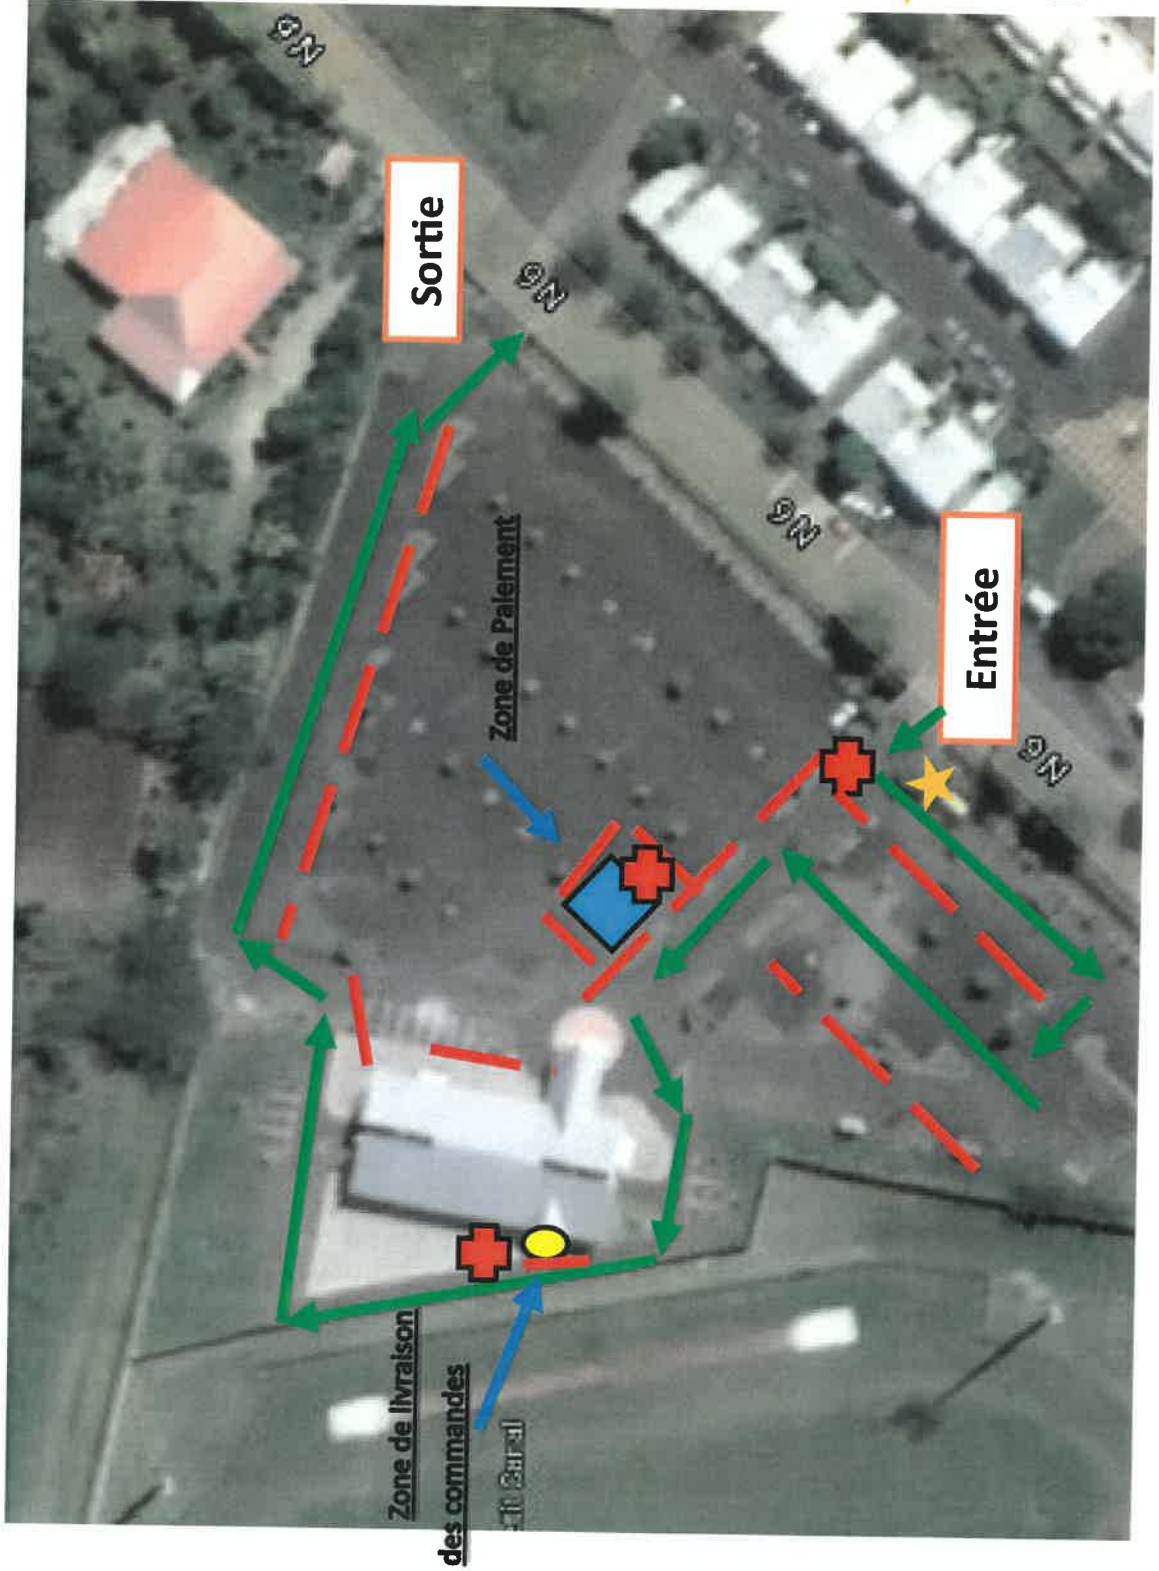 N6
Sortie
Zone de livraison
des commandes
Zone de Paiement
N6
N6
Entrée
N6